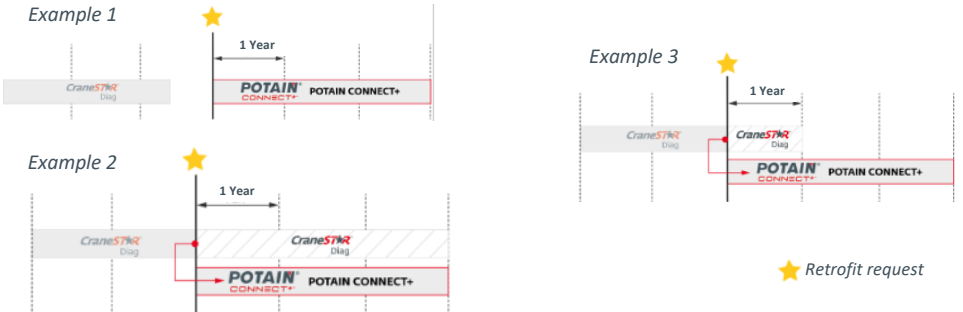 Example 1
1 Year
CraneSTAR
Diag
POTAIN®
CONNECT+
POTAIN CONNECT+
Example 2
1 Year
CraneSTAR
Diag
CraneSTAR
Diag
POTAIN®
CONNECT+
POTAIN CONNECT+
Example 3
1 Year
CraneSTAR
Diag
CraneSTAR
Diag
POTAIN®
CONNECT+
POTAIN CONNECT+
Retrofit request